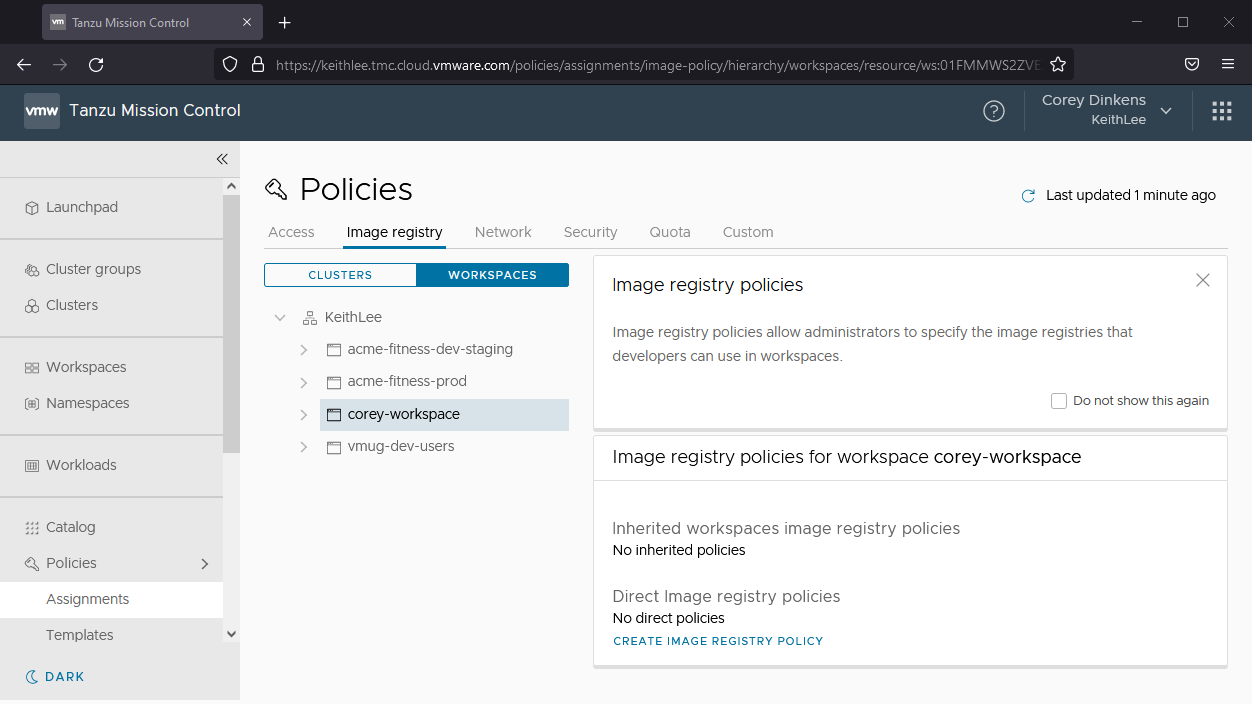 vm Tanzu Mission Control
https://keithlee.tmc.cloud.vmware.com/policies/assignments/image-policy/hierarchy/workspaces/resource/ws:01FMMWS2ZVE
vmw Tanzu Mission Control
Corey Dinkens
KeithLee
Launchpad
Cluster groups
Clusters
Workspaces
Namespaces
Workloads
Catalog
Policies
Assignments
Templates
DARK
Policies
Last updated 1 minute ago
Access Image registry Network Security Quota Custom
CLUSTERS WORKSPACES
KeithLee
acme-fitness-dev-staging
acme-fitness-prod
corey-workspace
vmug-dev-users
Image registry policies
Image registry policies allow administrators to specify the image registries that
developers can use in workspaces.
Do not show this again
Image registry policies for workspace corey-workspace
Inherited workspaces image registry policies
No inherited policies
Direct Image registry policies
No direct policies
CREATE IMAGE REGISTRY POLICY